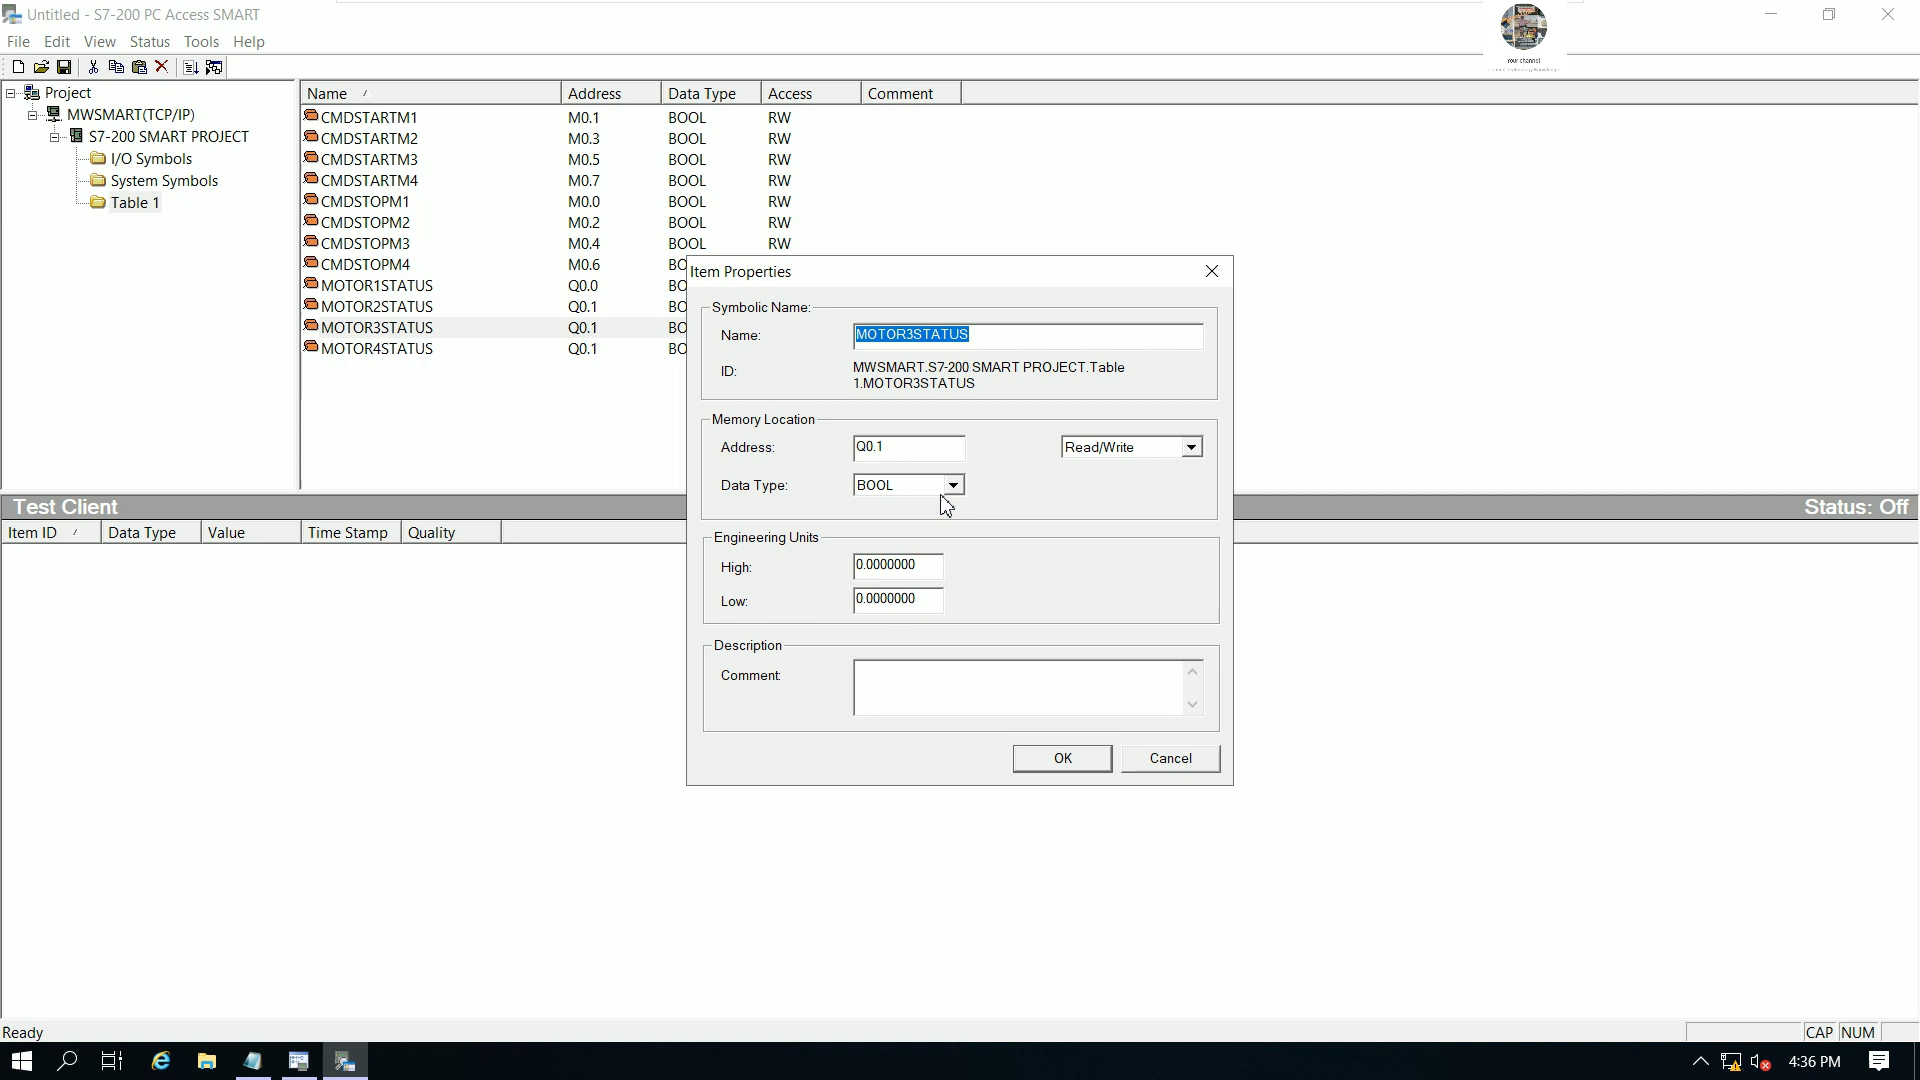 Untitled - S7-200 PC Access SMART
Your channel
File Edit View Status Tools Help
Project
MWSMART(TCP/IP)
S7-200 SMART PROJECT
I/O Symbols
System Symbols
Table 1
Name Address Data Type Access Comment
CMDSTARTM1 M0.1 BOOL RW
CMDSTARTM2 M0.3 BOOL RW
CMDSTARTM3 M0.5 BOOL RW
CMDSTARTM4 M0.7 BOOL RW
CMDSTOPM1 M0.0 BOOL RW
CMDSTOPM2 M0.2 BOOL RW
CMDSTOPM3 M0.4 BOOL RW
CMDSTOPM4 M0.6 BO
MOTOR1STATUS Q0.0 BO
MOTOR2STATUS Q0.1 BO
MOTOR3STATUS Q0.1 BO
MOTOR4STATUS Q0.1 BO
Item Properties
Symbolic Name:
Name: MOTOR3STATUS
ID: MWSMART.S7-200 SMART PROJECT.Table
1.MOTOR3STATUS
Memory Location
Address: Q0.1 Read/Write
Data Type: BOOL
Engineering Units
High: 0.0000000
Low: 0.0000000
Description
Comment:
OK Cancel
Test Client Status: Off
Item ID Data Type Value Time Stamp Quality
Ready CAP NUM
4:36 PM